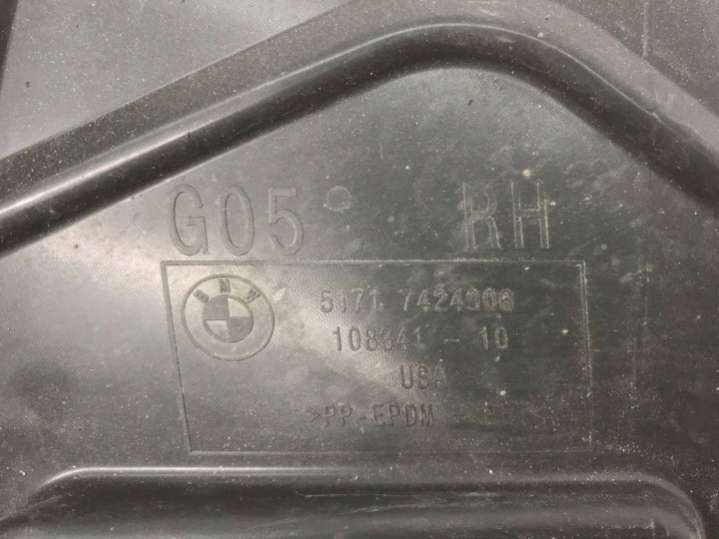 G05 RH
BMW
5171 7424306
108641 - 10
USA
>PP-EPDM